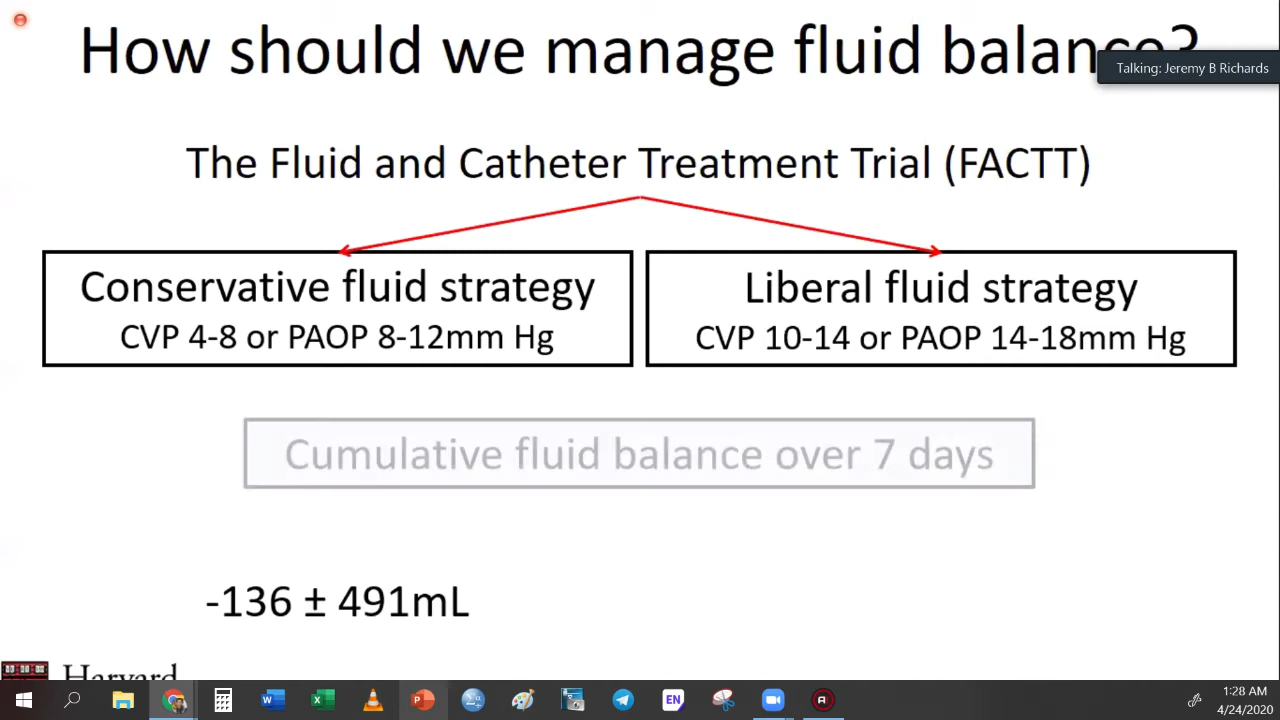 How should we manage fluid balance?
Talking: Jeremy B Richards
The Fluid and Catheter Treatment Trial (FACTT)
Conservative fluid strategy
CVP 4-8 or PAOP 8-12mm Hg
Liberal fluid strategy
CVP 10-14 or PAOP 14-18mm Hg
Cumulative fluid balance over 7 days
-136 ± 491mL
Harvard
EN
1:28 AM
4/24/2020